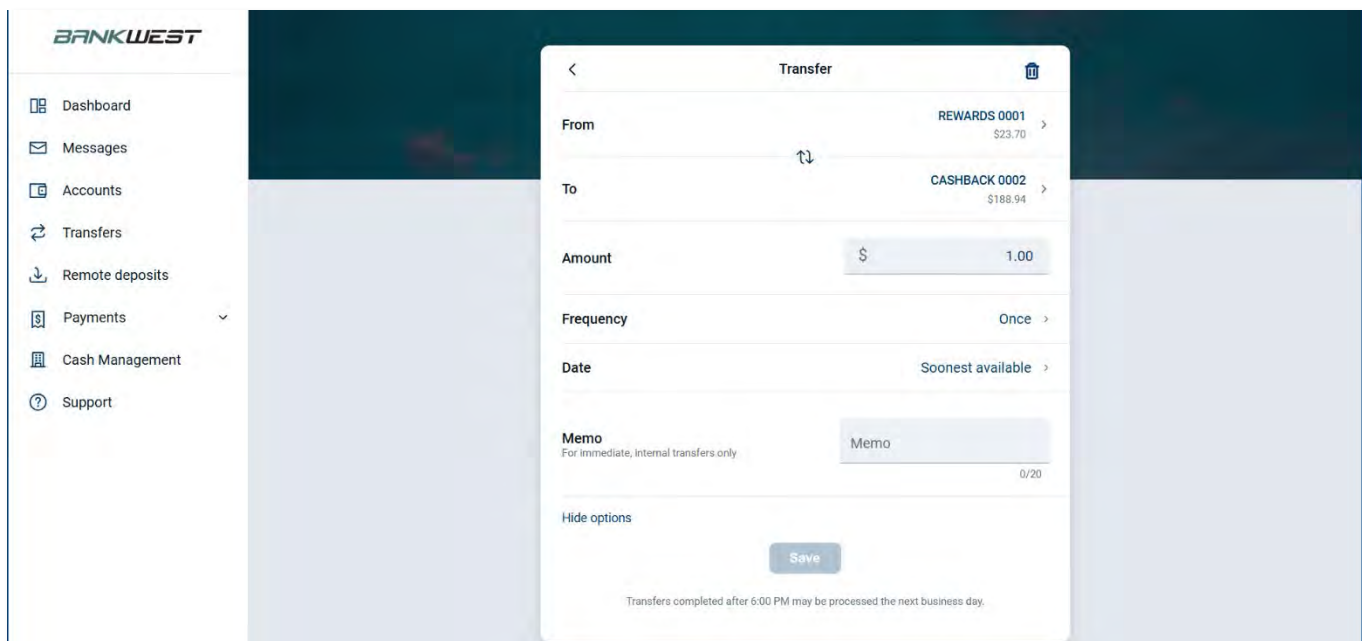 BANKWEST
Dashboard
Messages
Accounts
Transfers
Remote deposits
Payments
Cash Management
Support
Transfer
From
REWARDS 0001
$23.70
To
CASHBACK 0002
$188.94
Amount
$ 1.00
Frequency
Once
Date
Soonest available
Memo
For immediate, internal transfers only
Memo
0/20
Hide options
Save
Transfers completed after 6:00 PM may be processed the next business day.